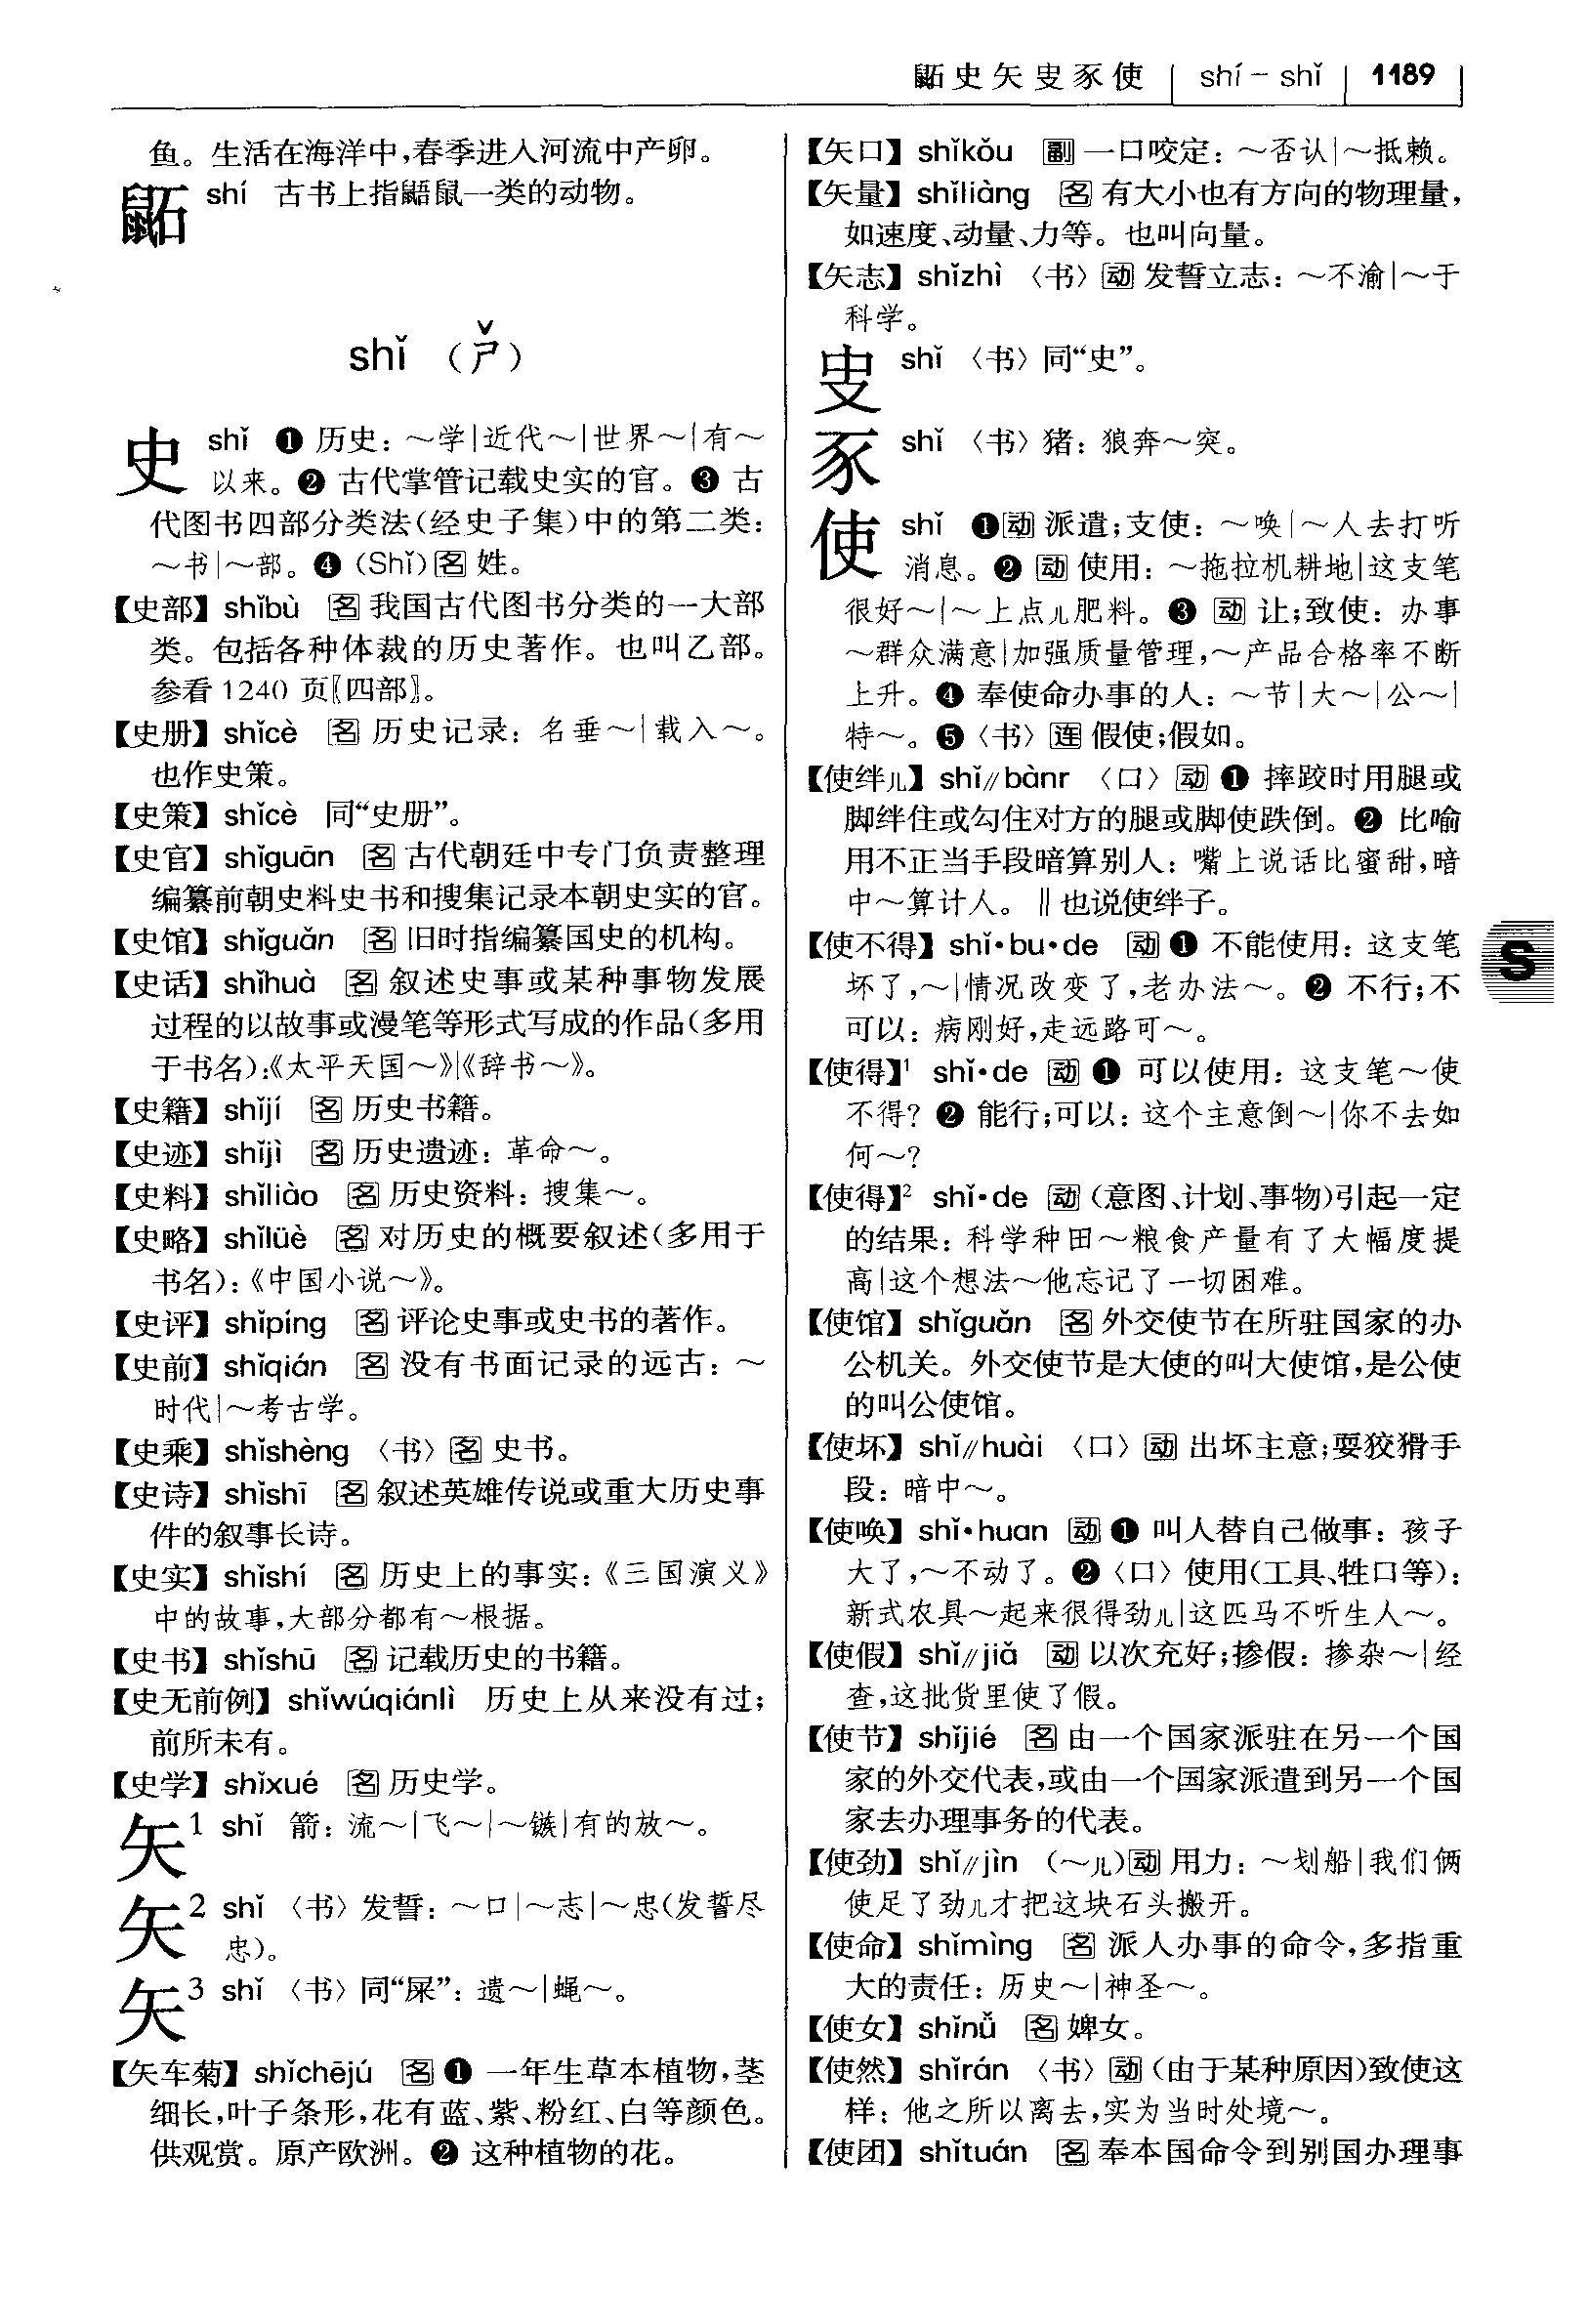 鼫史矢叓豕使 shí－shǐ 1189
鱼。生活在海洋中，春季进入河流中产卵。
鼫 shí 古书上指鼯鼠一类的动物。
shǐ （ㄕˇ）
史 shǐ ❶ 历史：～学|近代～|世界～|有～
以来。❷ 古代掌管记载史实的官。❸ 古
代图书四部分类法（经史子集）中的第二类：
～书|～部。❹（Shǐ）名 姓。
【史部】shǐbù 名 我国古代图书分类的一大部
类。包括各种体裁的历史著作。也叫乙部。
参看 1240 页〖四部〗。
【史册】shǐcè 名 历史记录：名垂～|载入～。
也作史策。
【史策】shǐcè 同“史册”。
【史官】shǐguān 名 古代朝廷中专门负责整理
编纂前朝史料史书和搜集记录本朝史实的官。
【史馆】shǐguǎn 名 旧时指编纂国史的机构。
【史话】shǐhuà 名 叙述史事或某种事物发展
过程的以故事或漫笔等形式写成的作品（多用
于书名）：《太平天国～》|《辞书～》。
【史籍】shǐjí 名 历史书籍。
【史迹】shǐjì 名 历史遗迹：革命～。
【史料】shǐliào 名 历史资料：搜集～。
【史略】shǐlüè 名 对历史的概要叙述（多用于
书名）：《中国小说～》。
【史评】shǐpíng 名 评论史事或史书的著作。
【史前】shǐqián 名 没有书面记录的远古：～
时代|～考古学。
【史乘】shǐshèng 〈书〉名 史书。
【史诗】shǐshī 名 叙述英雄传说或重大历史事
件的叙事长诗。
【史实】shǐshí 名 历史上的事实：《三国演义》
中的故事，大部分都有～根据。
【史书】shǐshū 名 记载历史的书籍。
【史无前例】shǐwúqiánlì 历史上从来没有过；
前所未有。
【史学】shǐxué 名 历史学。
矢1 shǐ 箭：流～|飞～|～镞|有的放～。
矢2 shǐ 〈书〉发誓：～口|～志|～忠（发誓尽
忠）。
矢3 shǐ 〈书〉同“屎”：遗～|蝇～。
【矢车菊】shǐchējú 名 ❶ 一年生草本植物，茎
细长，叶子条形，花有蓝、紫、粉红、白等颜色。
供观赏。原产欧洲。❷ 这种植物的花。
【矢口】shǐkǒu 副 一口咬定：～否认|～抵赖。
【矢量】shǐliàng 名 有大小也有方向的物理量，
如速度、动量、力等。也叫向量。
【矢志】shǐzhì 〈书〉动 发誓立志：～不渝|～于
科学。
叓 shǐ 〈书〉同“史”。
豕 shǐ 〈书〉猪：狼奔～突。
使 shǐ ❶动 派遣；支使：～唤|～人去打听
消息。❷ 动 使用：～拖拉机耕地|这支笔
很好～|～上点儿肥料。❸ 动 让；致使：办事
～群众满意|加强质量管理，～产品合格率不断
上升。❹ 奉使命办事的人：～节|大～|公～|
特～。❺〈书〉连 假使；假如。
【使绊儿】shǐ//bànr 〈口〉动 ❶ 摔跤时用腿或
脚绊住或勾住对方的腿或脚使跌倒。❷ 比喻
用不正当手段暗算别人：嘴上说话比蜜甜，暗
中～算计人。‖也说使绊子。
【使不得】shǐ•bu•de 动 ❶ 不能使用：这支笔
坏了，～|情况改变了，老办法～。❷ 不行；不
可以：病刚好，走远路可～。
【使得】1 shǐ•de 动 ❶ 可以使用：这支笔～使
不得？❷ 能行；可以：这个主意倒～|你不去如
何～？
【使得】2 shǐ•de 动（意图、计划、事物）引起一定
的结果：科学种田～粮食产量有了大幅度提
高|这个想法～他忘记了一切困难。
【使馆】shǐguǎn 名 外交使节在所驻国家的办
公机关。外交使节是大使的叫大使馆，是公使
的叫公使馆。
【使坏】shǐ//huài 〈口〉动 出坏主意；耍狡猾手
段：暗中～。
【使唤】shǐ•huan 动 ❶ 叫人替自己做事：孩子
大了，～不动了。❷〈口〉使用（工具、牲口等）：
新式农具～起来很得劲儿|这匹马不听生人～。
【使假】shǐ//jiǎ 动 以次充好；掺假：掺杂～|经
查，这批货里使了假。
【使节】shǐjié 名 由一个国家派驻在另一个国
家的外交代表，或由一个国家派遣到另一个国
家去办理事务的代表。
【使劲】shǐ//jìn （～儿）动 用力：～划船|我们俩
使足了劲儿才把这块石头搬开。
【使命】shǐmìng 名 派人办事的命令，多指重
大的责任：历史～|神圣～。
【使女】shǐnǚ 名 婢女。
【使然】shǐrán 〈书〉动（由于某种原因）致使这
样：他之所以离去，实为当时处境～。
【使团】shǐtuán 名 奉本国命令到别国办理事
S